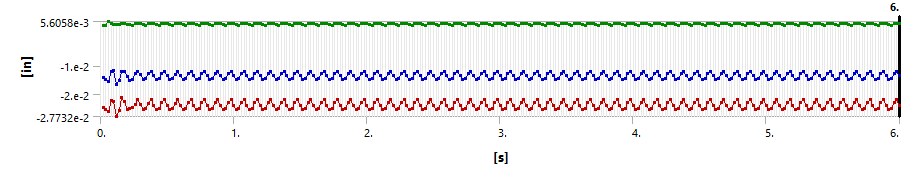 6.
5.6058e-3
-1.e-2
-2.e-2
-2.7732e-2
[in]
0. 1. 2. 3. 4. 5. 6.
[s]